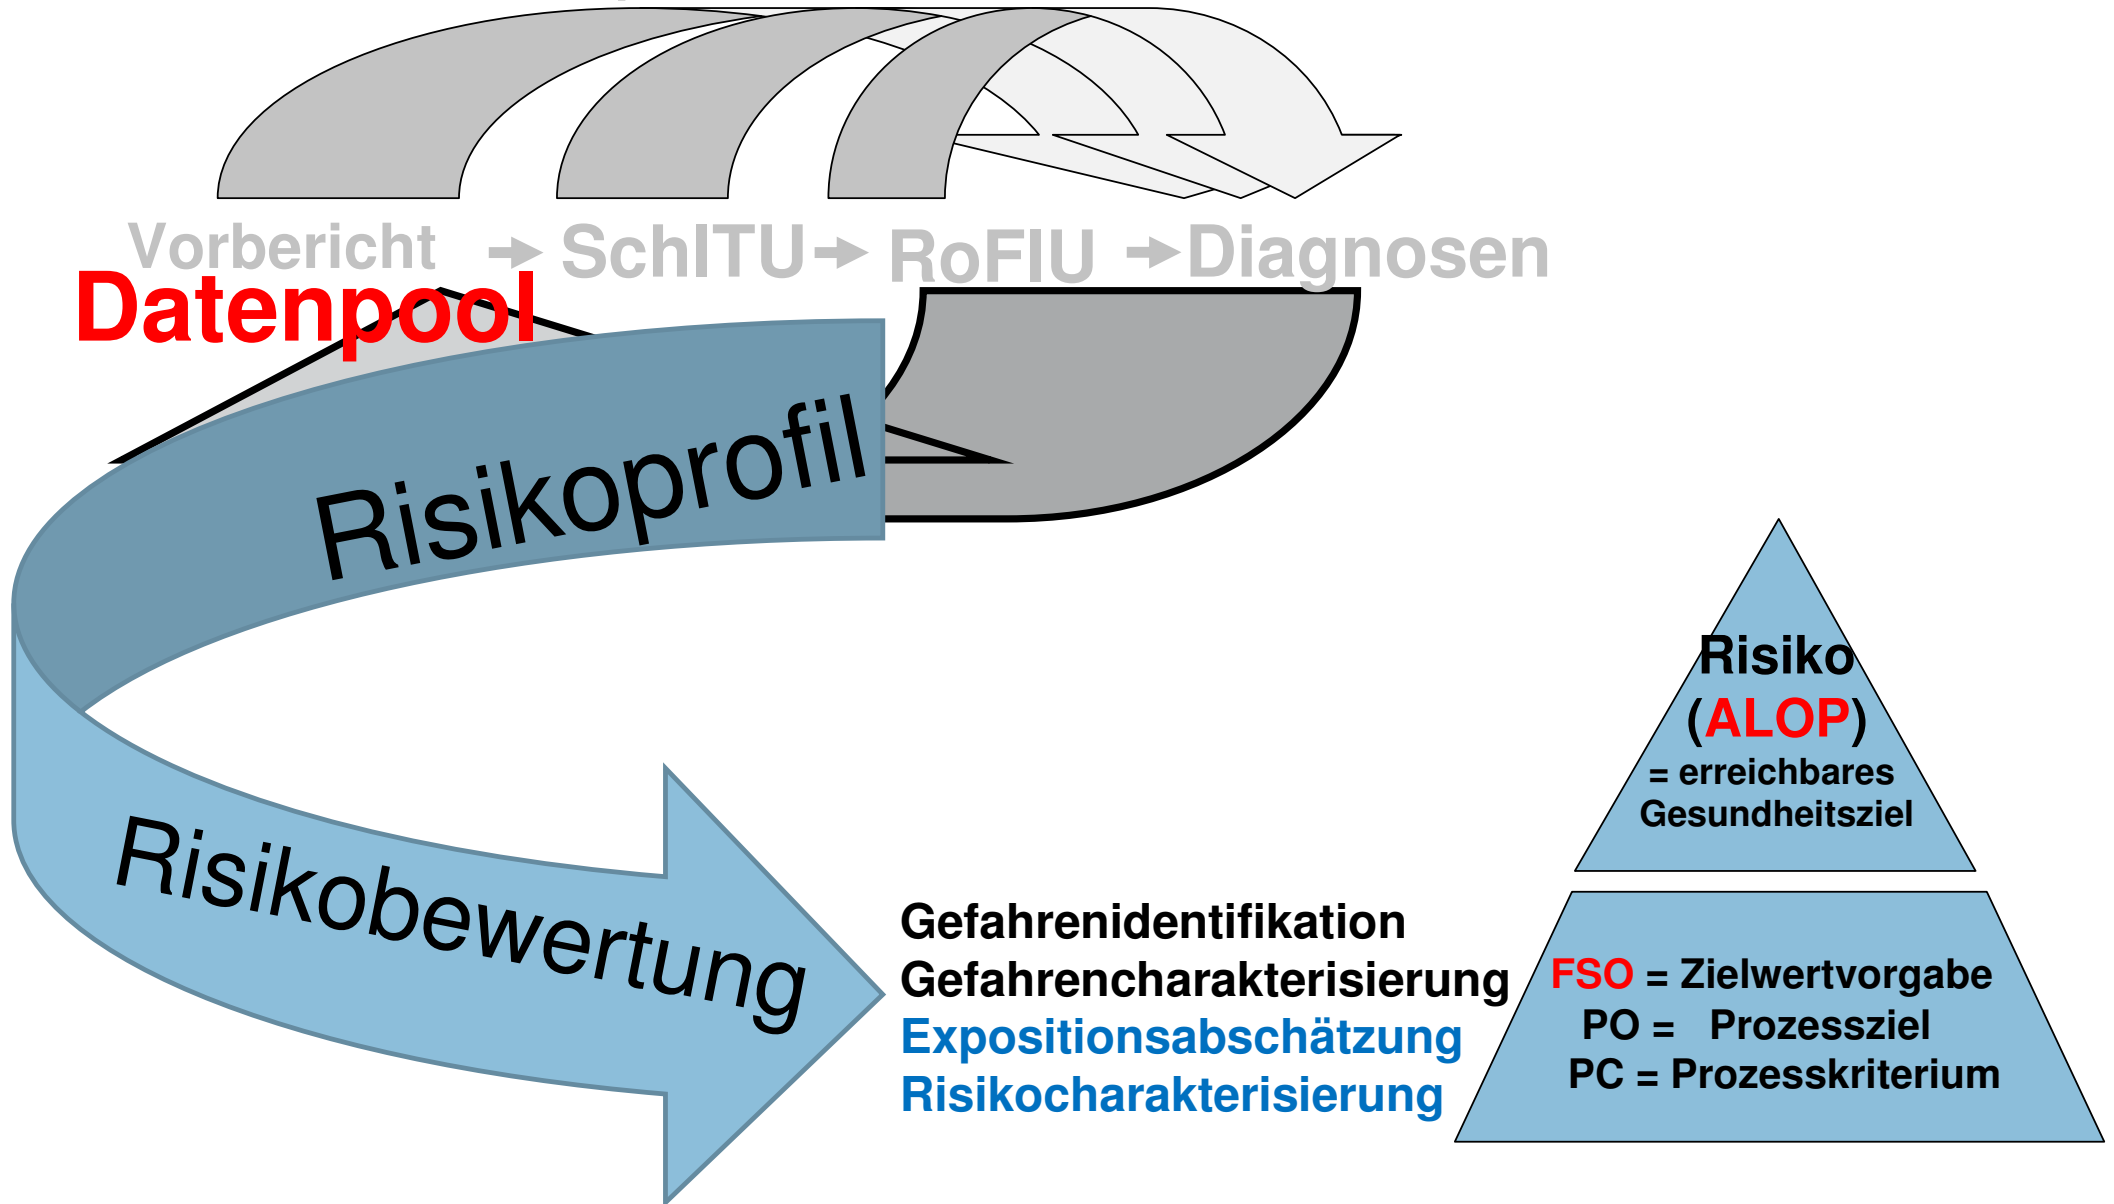 Vorbericht → SchlTU → RoFlU → Diagnosen
Datenpool
Risikoprofil
Risikobewertung
Gefahrenidentifikation
Gefahrencharakterisierung
Expositionsabschätzung
Risikocharakterisierung
Risiko
(ALOP)
= erreichbares
Gesundheitsziel
FSO = Zielwertvorgabe
PO = Prozessziel
PC = Prozesskriterium